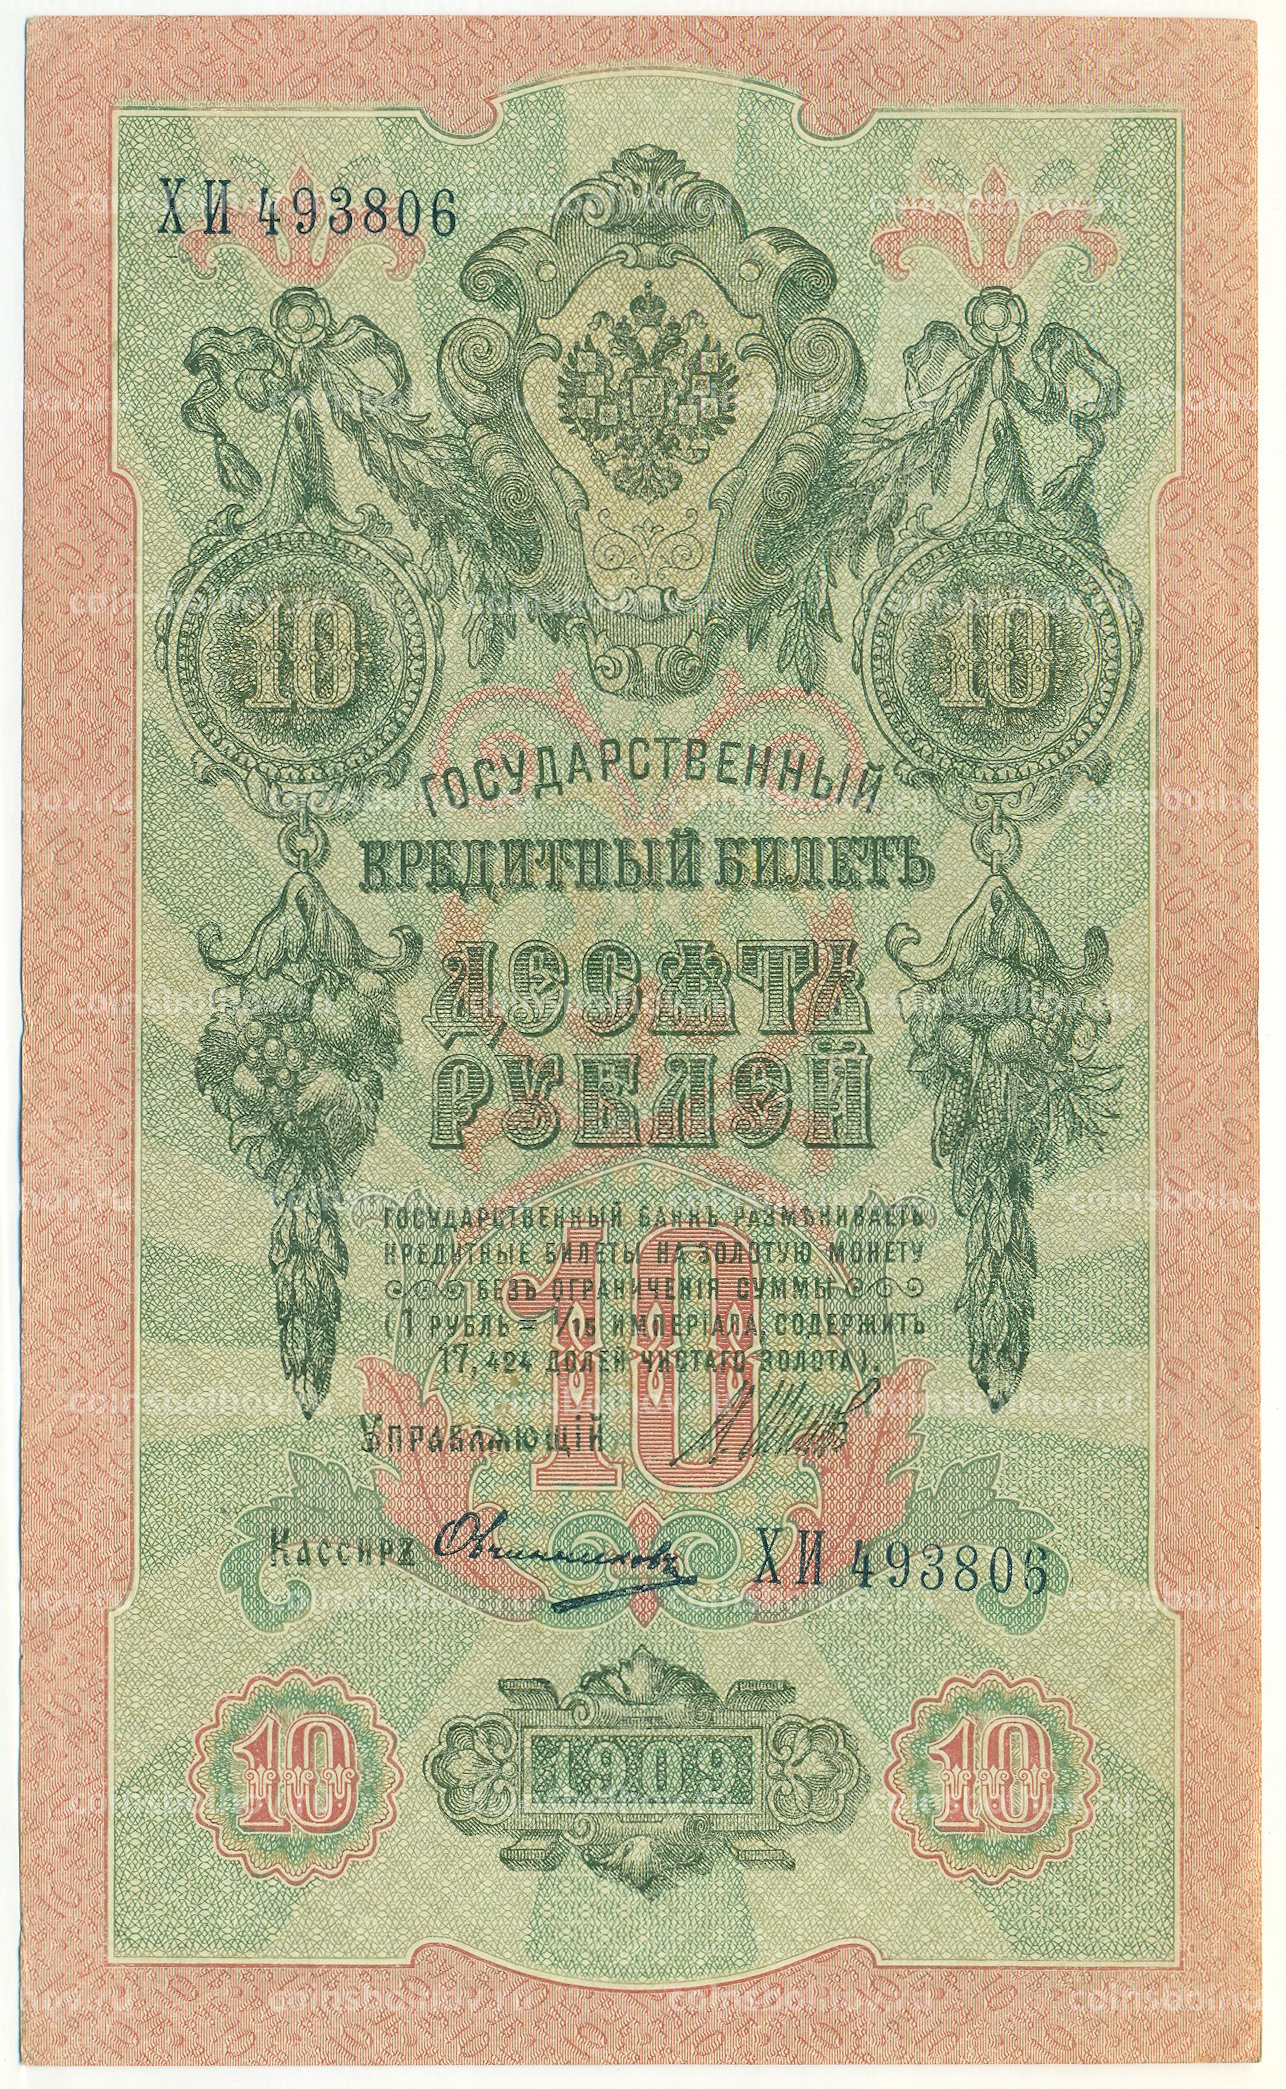 ХИ 493806
10 10
ГОСУДАРСТВЕННЫЙ
КРЕДИТНЫЙ БИЛЕТЪ
ДЕСЯТЬ
РУБЛЕЙ
ГОСУДАРСТВЕННЫЙ БАНКЪ РАЗМѢНИВАЕТЪ
КРЕДИТНЫЕ БИЛЕТЫ НА ЗОЛОТУЮ МОНЕТУ
БЕЗЪ ОГРАНИЧЕНІЯ СУММЫ
(1 РУБЛЬ = 1/15 ИМПЕРІАЛА, СОДЕРЖИТЪ
17,424 ДОЛЕЙ ЧИСТАГО ЗОЛОТА).
10
Управляющій
Кассиръ Овчинниковъ ХИ 493806
10 1909 10